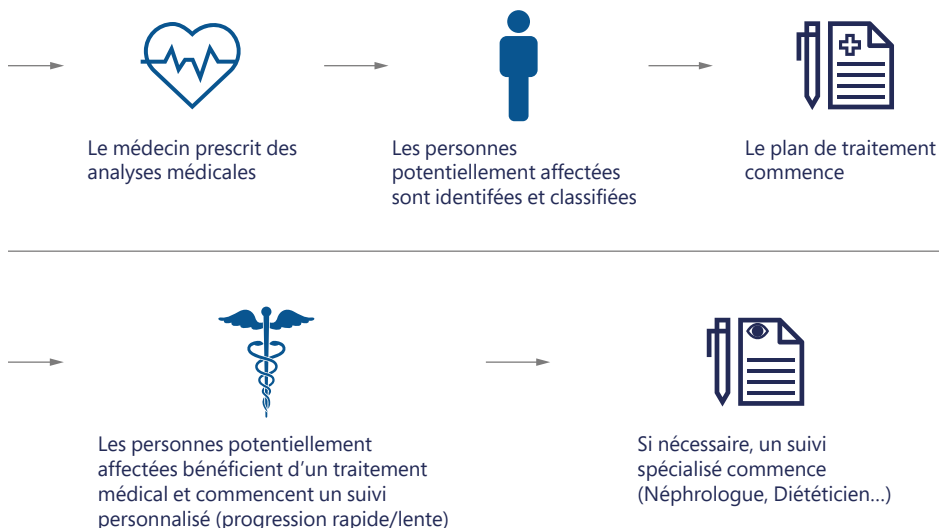 Le médecin prescrit des
analyses médicales
Les personnes
potentiellement affectées
sont identifées et classifiées
Le plan de traitement
commence
Les personnes potentiellement
affectées bénéficient d’un traitement
médical et commencent un suivi
personnalisé (progression rapide/lente)
Si nécessaire, un suivi
spécialisé commence
(Néphrologue, Diététicien...)